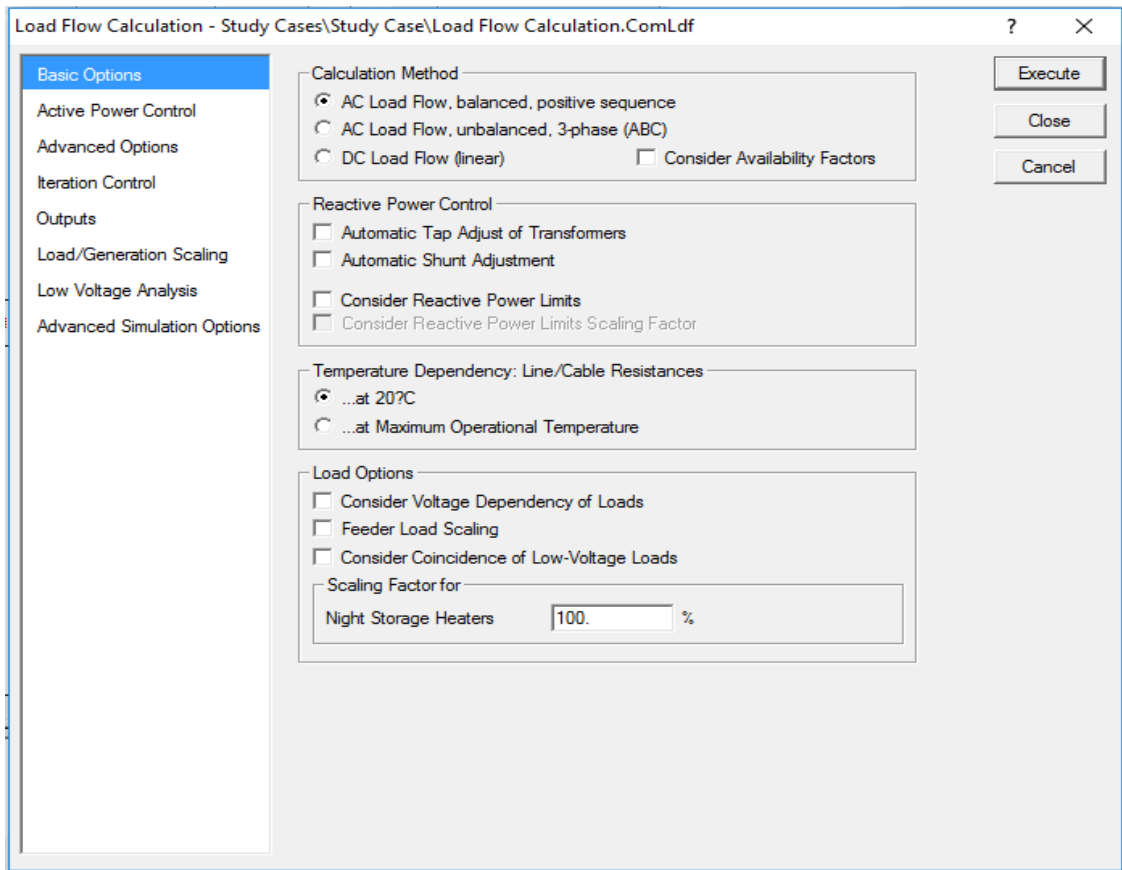 Load Flow Calculation - Study Cases\Study Case\Load Flow Calculation.ComLdf ?
Basic Options
Active Power Control
Advanced Options
Iteration Control
Outputs
Load/Generation Scaling
Low Voltage Analysis
Advanced Simulation Options
Calculation Method
AC Load Flow, balanced, positive sequence
AC Load Flow, unbalanced, 3-phase (ABC)
DC Load Flow (linear) Consider Availability Factors
Reactive Power Control
Automatic Tap Adjust of Transformers
Automatic Shunt Adjustment
Consider Reactive Power Limits
Consider Reactive Power Limits Scaling Factor
Temperature Dependency: Line/Cable Resistances
...at 20?C
...at Maximum Operational Temperature
Load Options
Consider Voltage Dependency of Loads
Feeder Load Scaling
Consider Coincidence of Low-Voltage Loads
Scaling Factor for
Night Storage Heaters 100. %
Execute
Close
Cancel